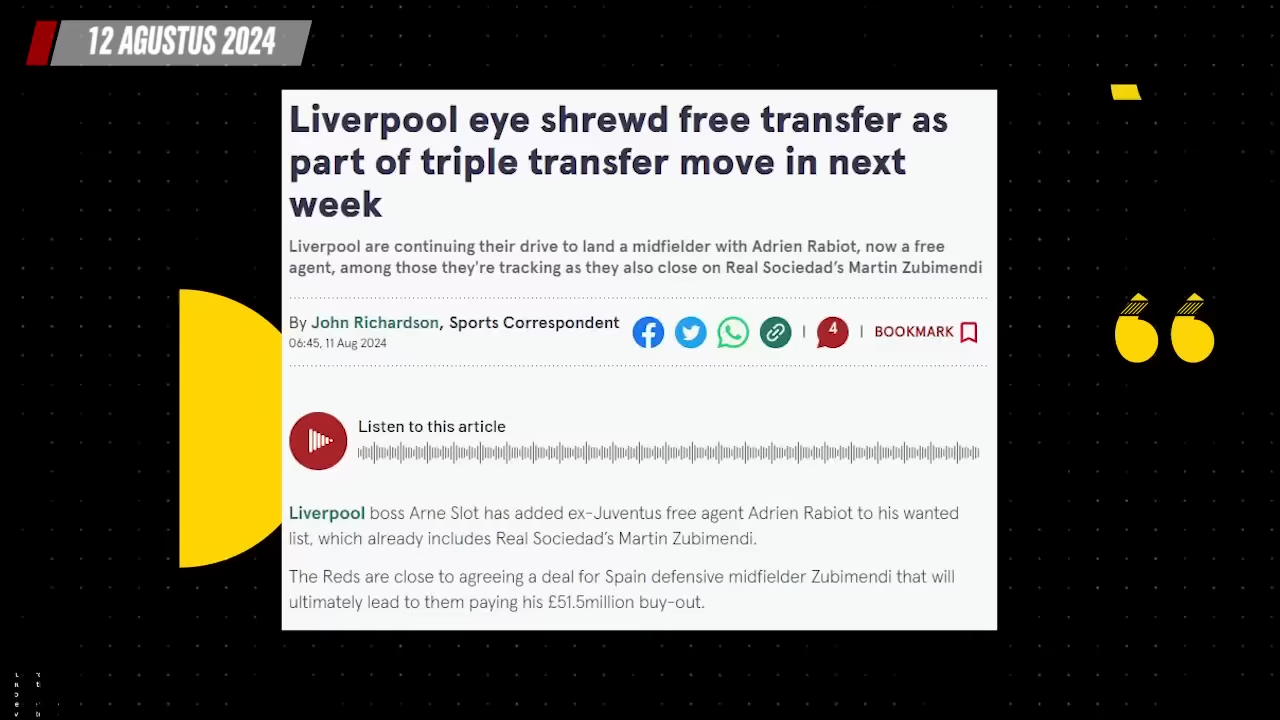 12 AGUSTUS 2024
Liverpool eye shrewd free transfer as
part of triple transfer move in next
week
Liverpool are continuing their drive to land a midfielder with Adrien Rabiot, now a free
agent, among those they're tracking as they also close on Real Sociedad's Martin Zubimendi
By John Richardson, Sports Correspondent
06:45, 11 Aug 2024
4
BOOKMARK
Listen to this article
Liverpool boss Arne Slot has added ex-Juventus free agent Adrien Rabiot to his wanted
list, which already includes Real Sociedad's Martin Zubimendi.
The Reds are close to agreeing a deal for Spain defensive midfielder Zubimendi that will
ultimately lead to them paying his £51.5million buy-out.